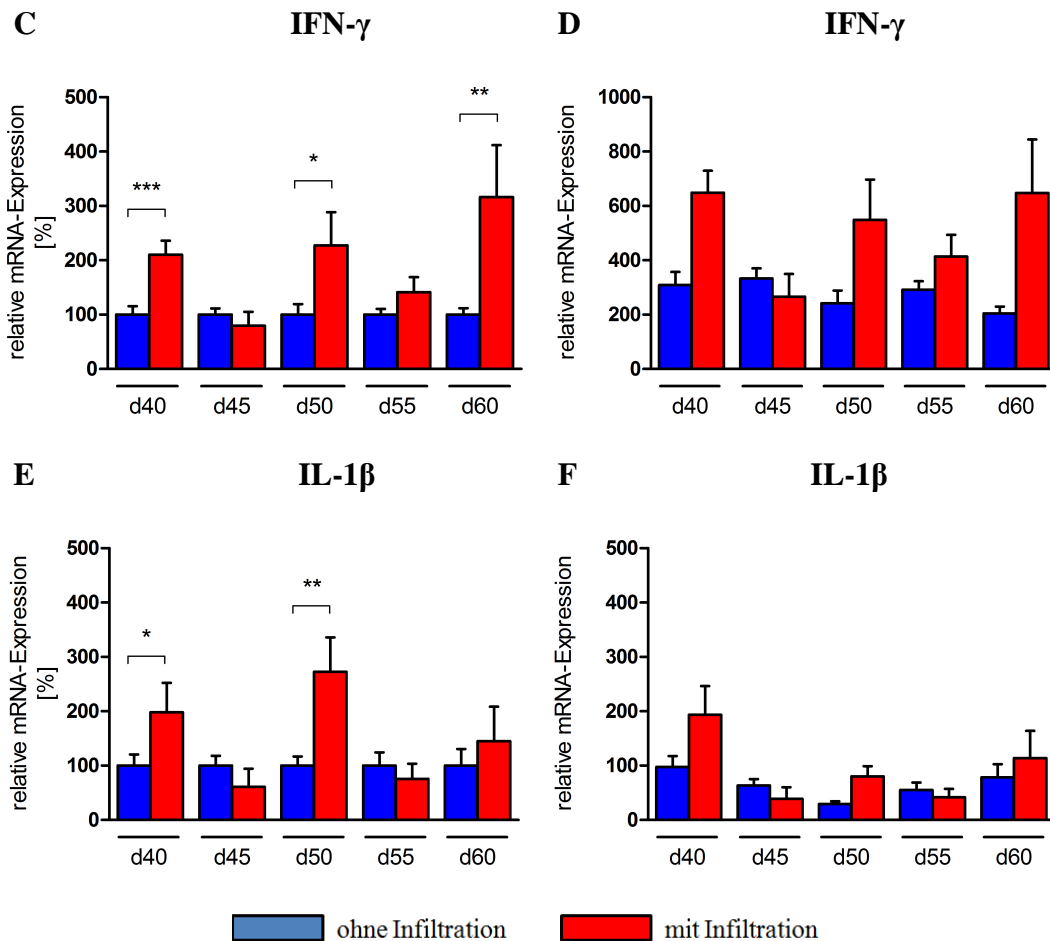 C IFN-γ
relative mRNA-Expression
[%]
500
400
300
200
100
0
***
*
**
d40 d45 d50 d55 d60
D IFN-γ
relative mRNA-Expression
1000
800
600
400
200
0
d40 d45 d50 d55 d60
E IL-1β
relative mRNA-Expression
[%]
500
400
300
200
100
0
*
**
d40 d45 d50 d55 d60
F IL-1β
relative mRNA-Expression
500
400
300
200
100
0
d40 d45 d50 d55 d60
ohne Infiltration mit Infiltration